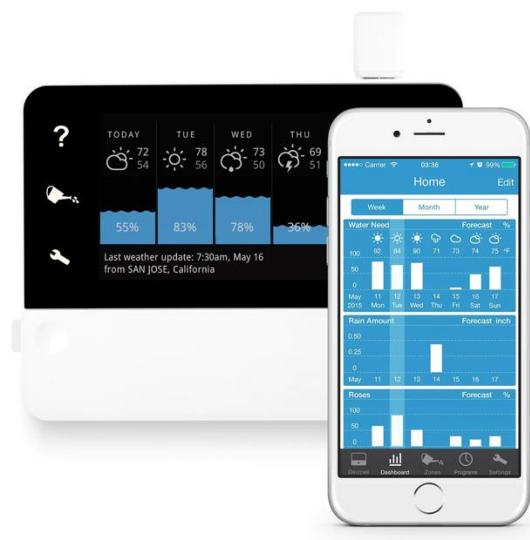 ?
TODAY TUE WED THU
72 78 73 69
54 56 50 51
55% 83% 78% 36%
Last weather update: 7:30am, May 16
from SAN JOSE, California
Carrier 03:36 99%
Home Edit
Week Month Year
Water Need Forecast %
92 84 90 71 73 74 75 °F
100
50
0
May 11 12 13 14 15 16 17
2015 Mon Tue Wed Thu Fri Sat Sun
Rain Amount Forecast inch
0.50
0.25
0
May 11 12 13 14 15 16 17
Roses Forecast %
100
50
0
Devices Dashboard Zones Programs Settings